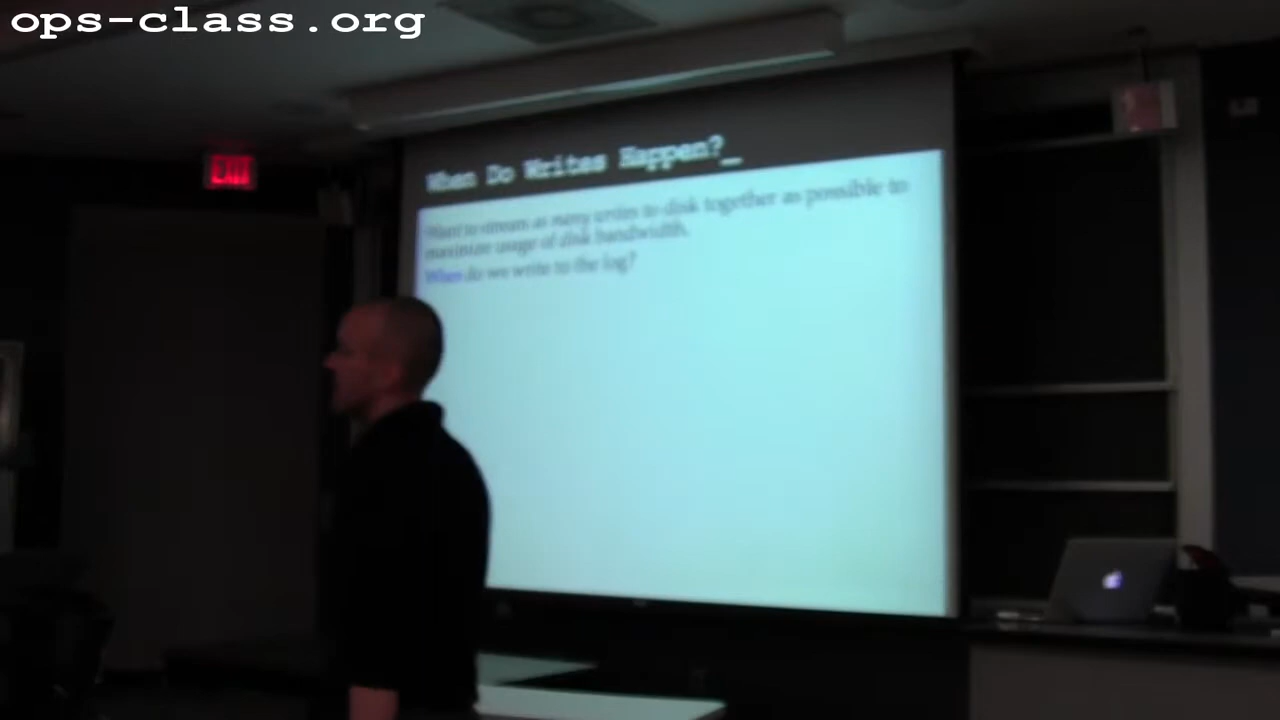 ops-class.org
EXIT
When Do Writes Happen?_
Want to stream as many writes to disk together as possible to
maximize usage of disk bandwidth.
When do we write to the log?